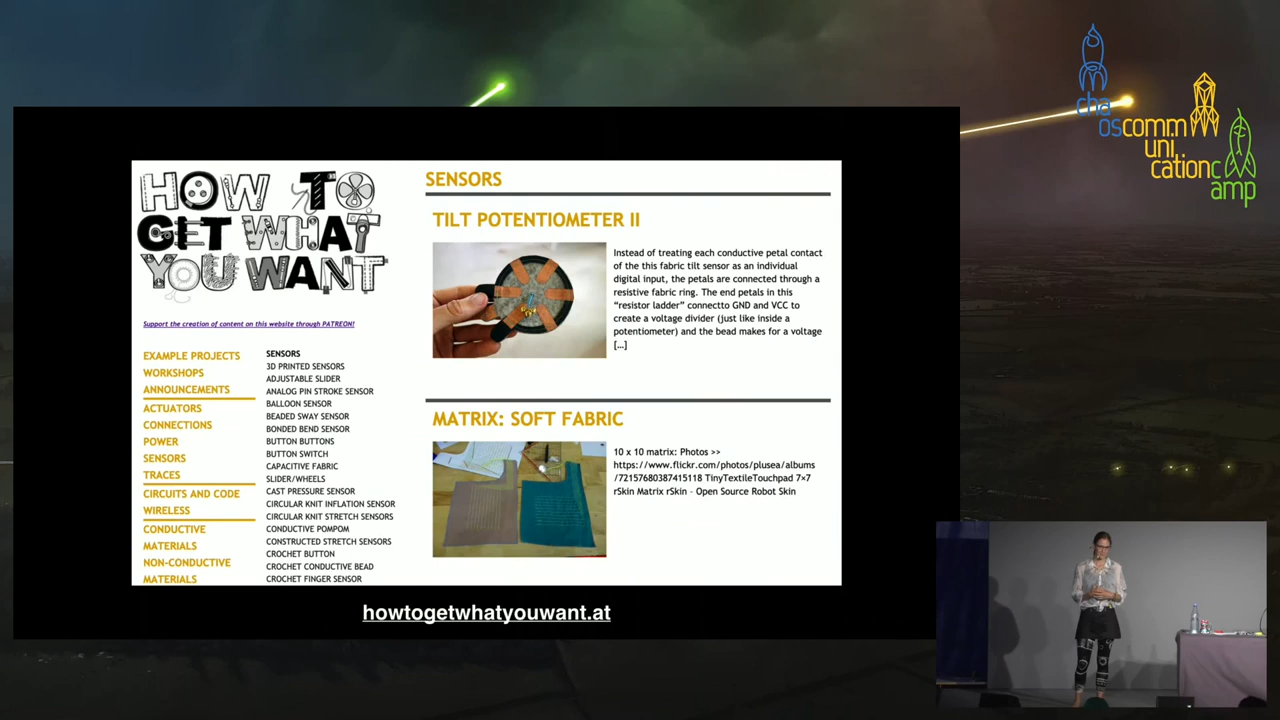 HOW TO
GET WHAT
YOU WANT
Support the creation of content on this website through PATREON!
EXAMPLE PROJECTS
WORKSHOPS
ANNOUNCEMENTS
ACTUATORS
CONNECTIONS
POWER
SENSORS
TRACES
CIRCUITS AND CODE
WIRELESS
CONDUCTIVE
MATERIALS
NON-CONDUCTIVE
MATERIALS
SENSORS
3D PRINTED SENSORS
ADJUSTABLE SLIDER
ANALOG PIN STROKE SENSOR
BALLOON SENSOR
BEADED SWAY SENSOR
BONDED BEND SENSOR
BUTTON BUTTONS
BUTTON SWITCH
CAPACITIVE FABRIC
SLIDER/WHEELS
CAST PRESSURE SENSOR
CIRCULAR KNIT INFLATION SENSOR
CIRCULAR KNIT STRETCH SENSORS
CONDUCTIVE POMPOM
CONSTRUCTED STRETCH SENSORS
CROCHET BUTTON
CROCHET CONDUCTIVE BEAD
CROCHET FINGER SENSOR
SENSORS
TILT POTENTIOMETER II
Instead of treating each conductive petal contact
of the this fabric tilt sensor as an individual
digital input, the petals are connected through a
resistive fabric ring. The end petals in this
“resistor ladder” connectto GND and VCC to
create a voltage divider (just like inside a
potentiometer) and the bead makes for a voltage
[…]
MATRIX: SOFT FABRIC
10 x 10 matrix: Photos >>
https://www.flickr.com/photos/plusea/albums
/72157680387415118 TinyTextileTouchpad 7×7
rSkin Matrix rSkin – Open Source Robot Skin
howtogetwhatyouwant.at
cha
oscomm
uni
cationc
amp